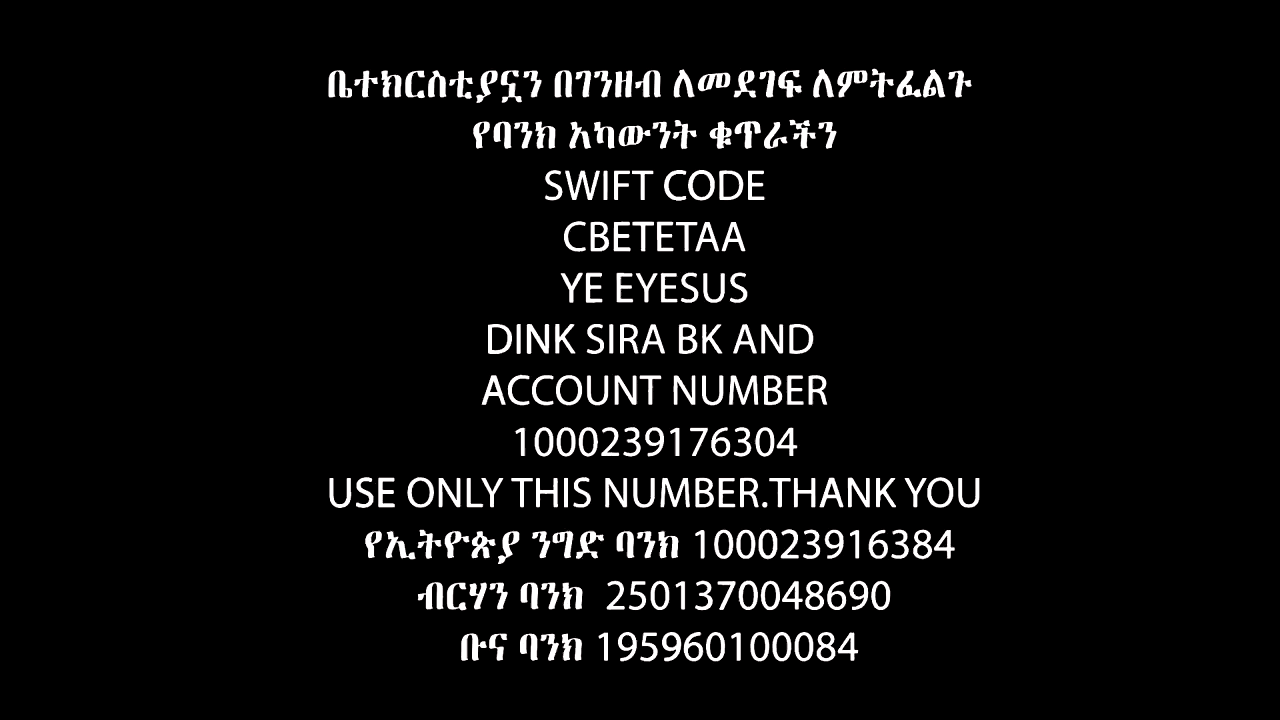 ቤተክርስቲያኗን በገንዘብ ለመደገፍ ለምትፈልጉ
የባንክ አካውንት ቁጥራችን
SWIFT CODE
CBETETAA
YE EYESUS
DINK SIRA BK AND
ACCOUNT NUMBER
1000239176304
USE ONLY THIS NUMBER.THANK YOU
የኢትዮጵያ ንግድ ባንክ 100023916384
ብርሃን ባንክ 2501370048690
ቡና ባንክ 195960100084